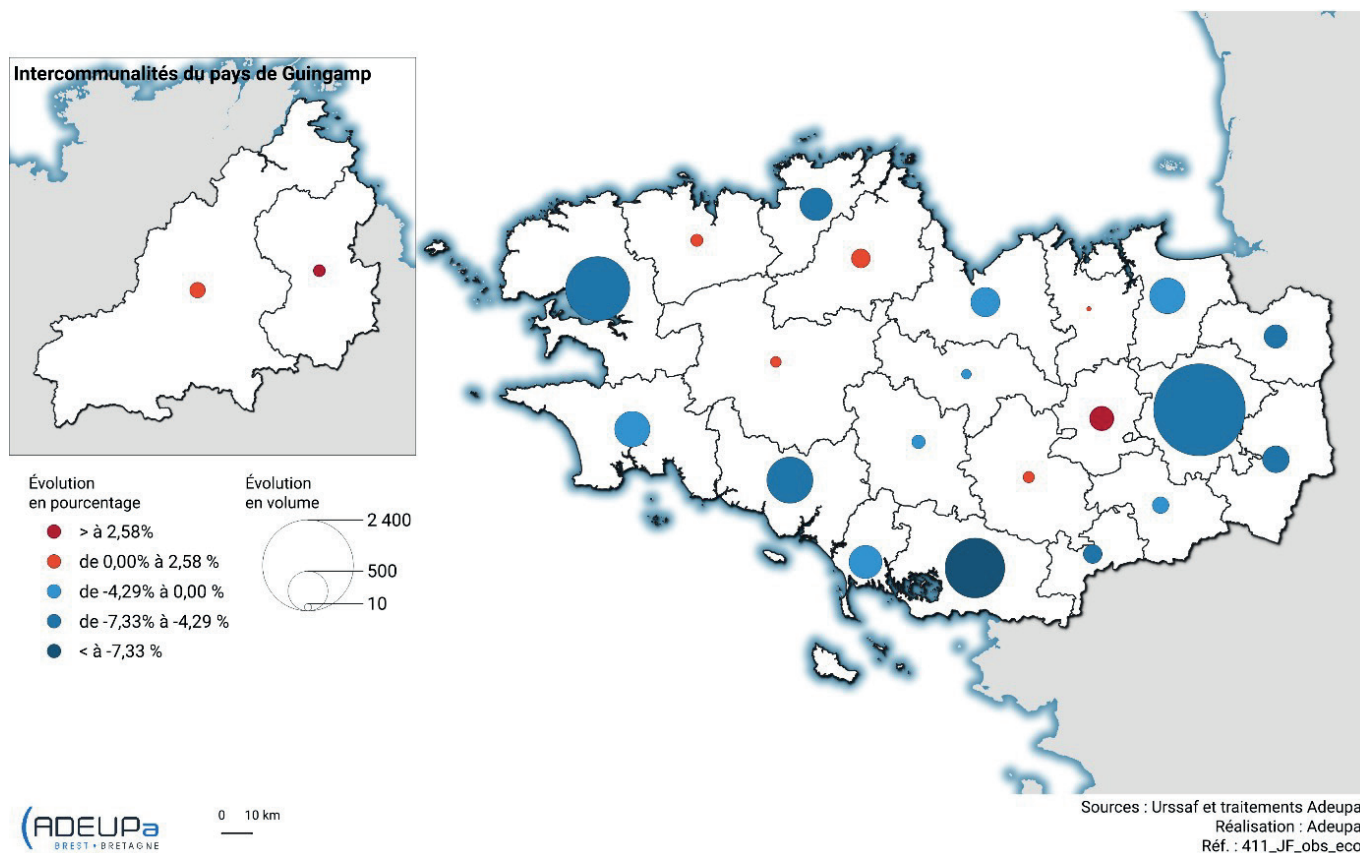 Intercommunalités du pays de Guingamp
Évolution
en pourcentage
> à 2,58%
de 0,00% à 2,58 %
de -4,29% à 0,00 %
de -7,33% à -4,29 %
< à -7,33 %
Évolution
en volume
2 400
500
10
ADEUPa
BREST • BRETAGNE
0 10 km
Sources : Urssaf et traitements Adeupa
Réalisation : Adeupa
Réf. : 411_JF_obs_eco